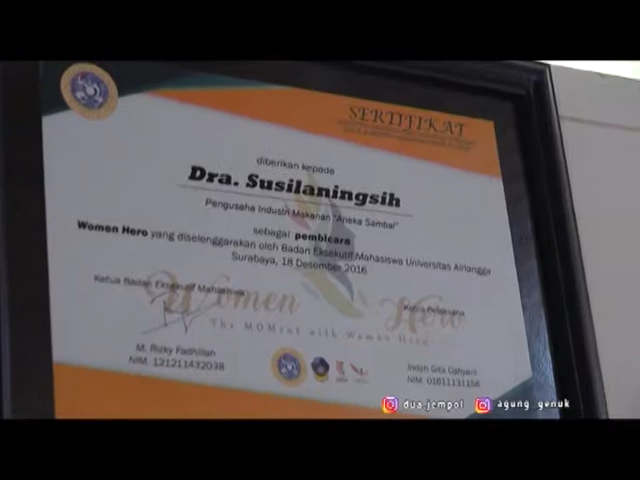 SERTIFIKAT
diberikan kepada
Dra. Susilaningsih
Pengusaha Industri Makanan "Aneka Sambal"
sebagai pembicara
Women Hero yang diselenggarakan oleh Badan Eksekutif Mahasiswa Universitas Airlangga
Surabaya, 18 Desember 2016
Ketua Badan Eksekutif Mahasiswa
Ketua Pelaksana
Women Hero
The MOMent with Women Hero
M. Rizky Fadhillah
NIM. 121211432038
Indah Gita Cahyani
NIM. 01611131156
dua.jempol agung_genuk